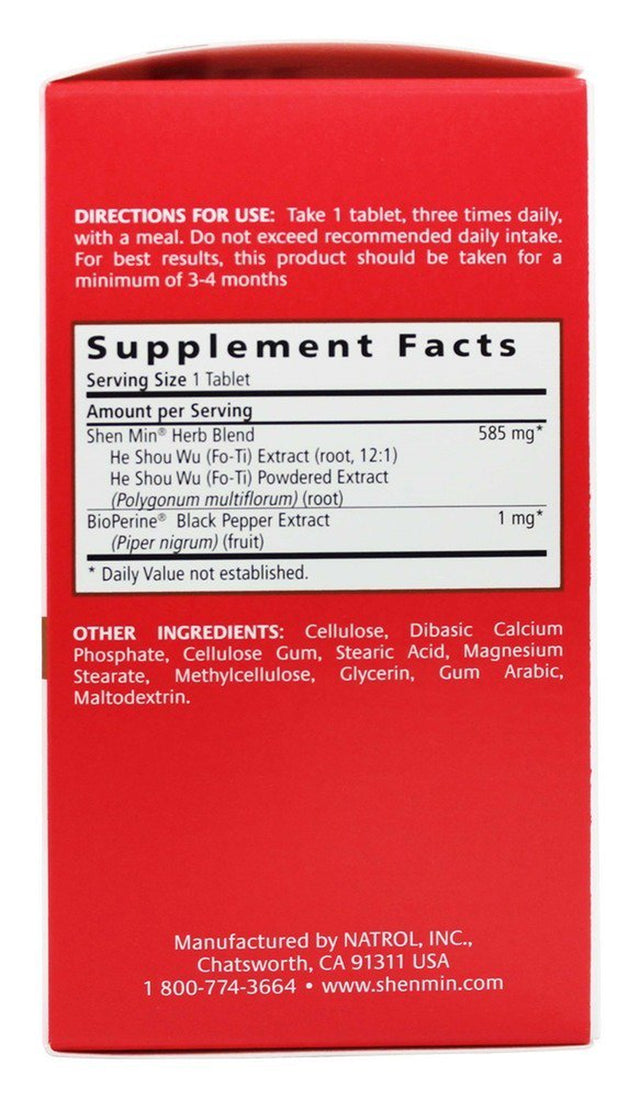 DIRECTIONS FOR USE: Take 1 tablet, three times daily,
with a meal. Do not exceed recommended daily intake.
For best results, this product should be taken for a
minimum of 3-4 months
Supplement Facts
Serving Size 1 Tablet
Amount per Serving
Shen Min® Herb Blend 585 mg*
He Shou Wu (Fo-Ti) Extract (root, 12:1)
He Shou Wu (Fo-Ti) Powdered Extract
(Polygonum multiflorum) (root)
BioPerine® Black Pepper Extract 1 mg*
(Piper nigrum) (fruit)
* Daily Value not established.
OTHER INGREDIENTS: Cellulose, Dibasic Calcium
Phosphate, Cellulose Gum, Stearic Acid, Magnesium
Stearate, Methylcellulose, Glycerin, Gum Arabic,
Maltodextrin.
Manufactured by NATROL, INC.,
Chatsworth, CA 91311 USA
1 800-774-3664 • www.shenmin.com